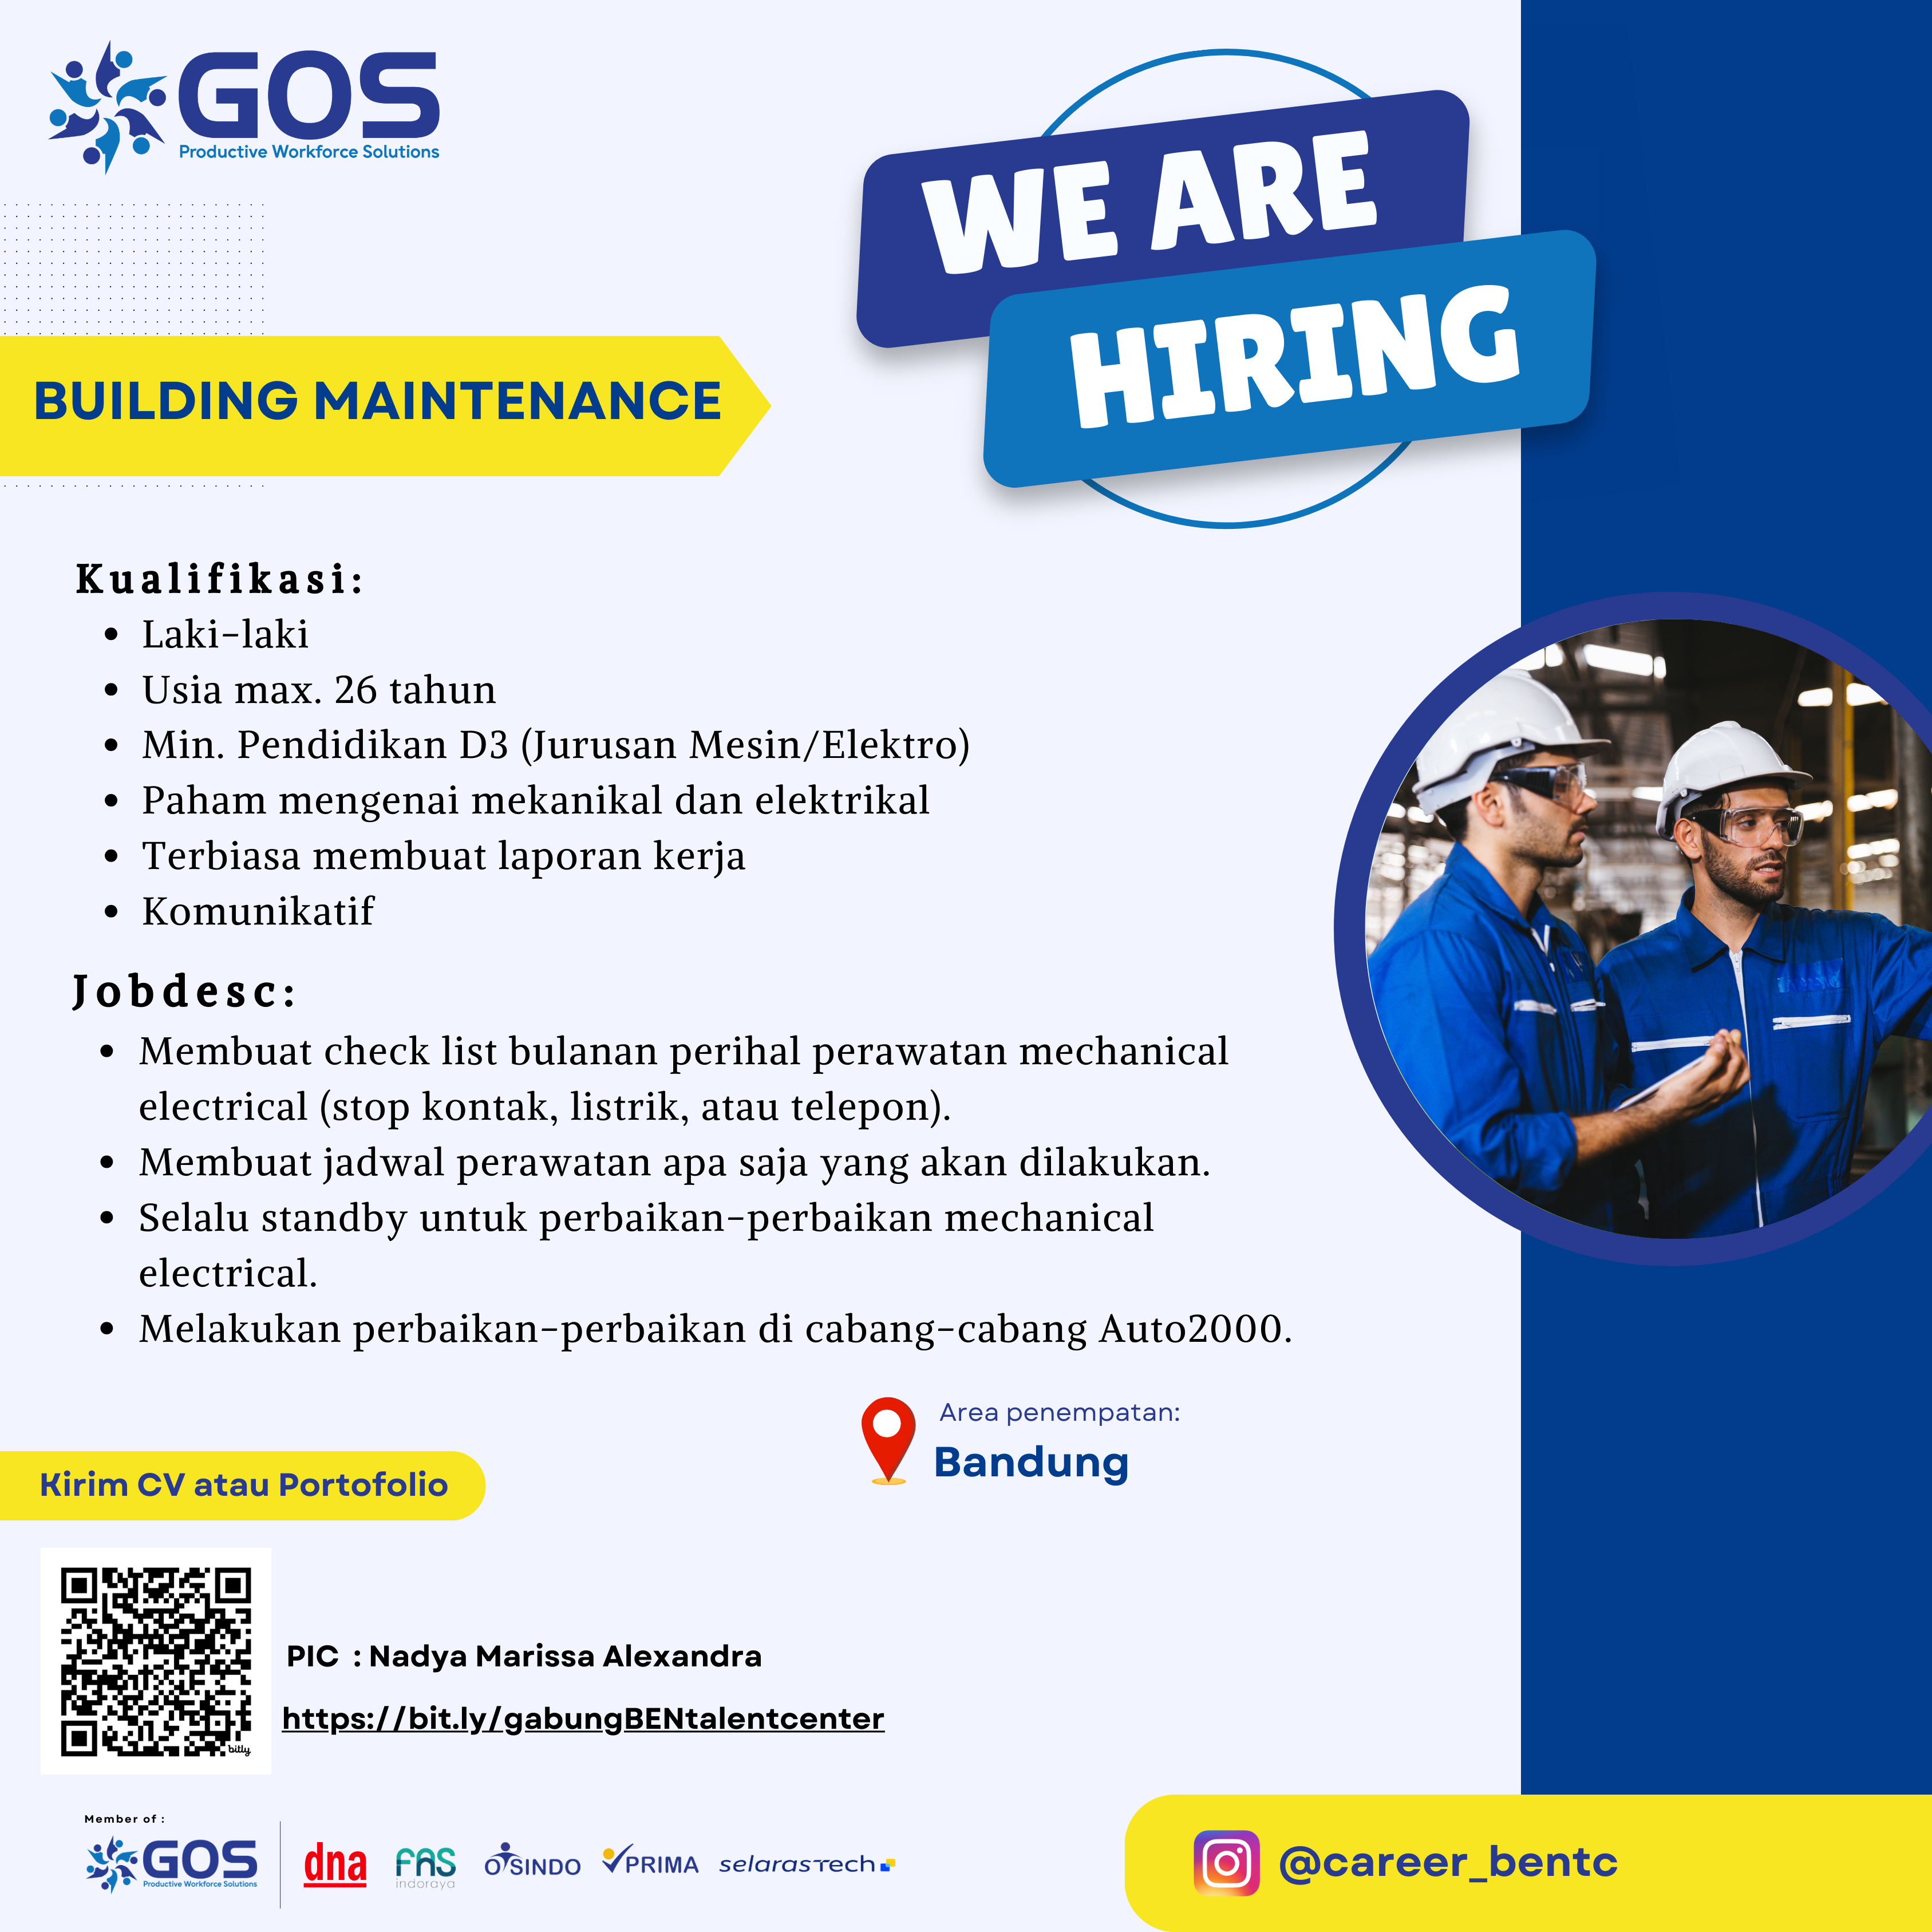 GOS
Productive Workforce Solutions
WE ARE
HIRING
BUILDING MAINTENANCE
Kualifikasi:
• Laki-laki
• Usia max. 26 tahun
• Min. Pendidikan D3 (Jurusan Mesin/Elektro)
• Paham mengenai mekanikal dan elektrikal
• Terbiasa membuat laporan kerja
• Komunikatif
Jobdesc:
• Membuat check list bulanan perihal perawatan mechanical
electrical (stop kontak, listrik, atau telepon).
• Membuat jadwal perawatan apa saja yang akan dilakukan.
• Selalu standby untuk perbaikan-perbaikan mechanical
electrical.
• Melakukan perbaikan-perbaikan di cabang-cabang Auto2000.
Area penempatan:
Bandung
Kirim CV atau Portofolio
bitly
PIC : Nadya Marissa Alexandra
https://bit.ly/gabungBENtalentcenter
Member of :
GOS
Productive Workforce Solutions
dna
FAS
indoraya
OSINDO
PRIMA
selarastech
@career_bentc